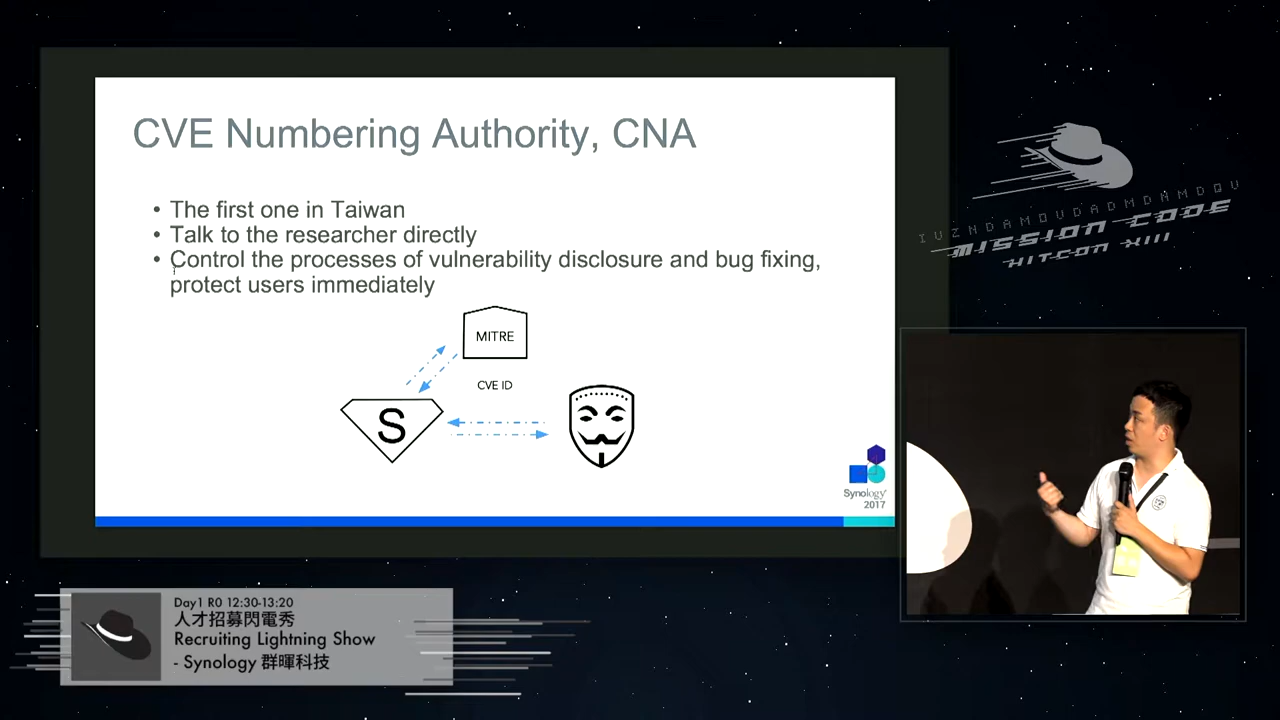 CVE Numbering Authority, CNA
• The first one in Taiwan
• Talk to the researcher directly
• Control the processes of vulnerability disclosure and bug fixing,
protect users immediately
MITRE
CVE ID
S
Synology
2017
IVZNDAMOVDADMDNMDQV
MISSION CODE
HITCON XIII
Day1 R0 12:30-13:20
人才招募閃電秀
Recruiting Lightning Show
- Synology 群暉科技